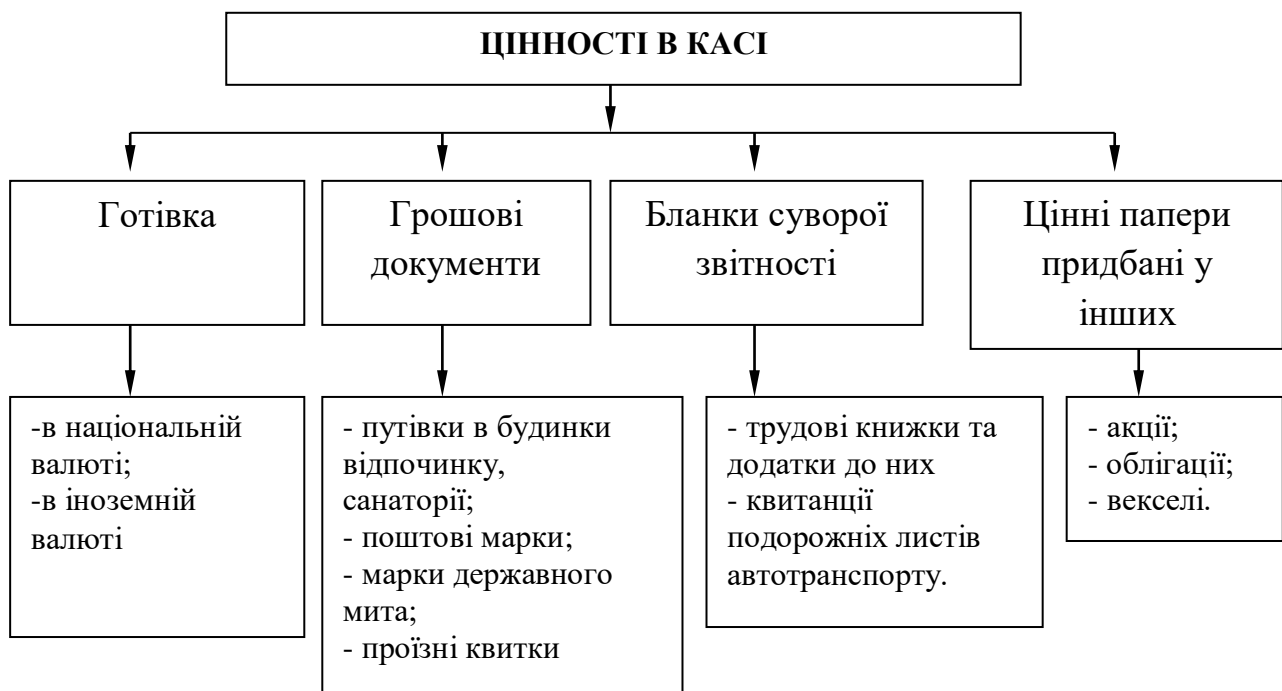 ЦІННОСТІ В КАСІ
Готівка
Грошові
документи
Бланки суворої
звітності
Цінні папери
придбані у
інших
-в національній
валюті;
-в іноземній
валюті
- путівки в будинки
відпочинку,
санаторії;
- поштові марки;
- марки державного
мита;
- проїзні квитки
- трудові книжки та
додатки до них
- квитанції
подорожніх листів
автотранспорту.
- акції;
- облігації;
- векселі.